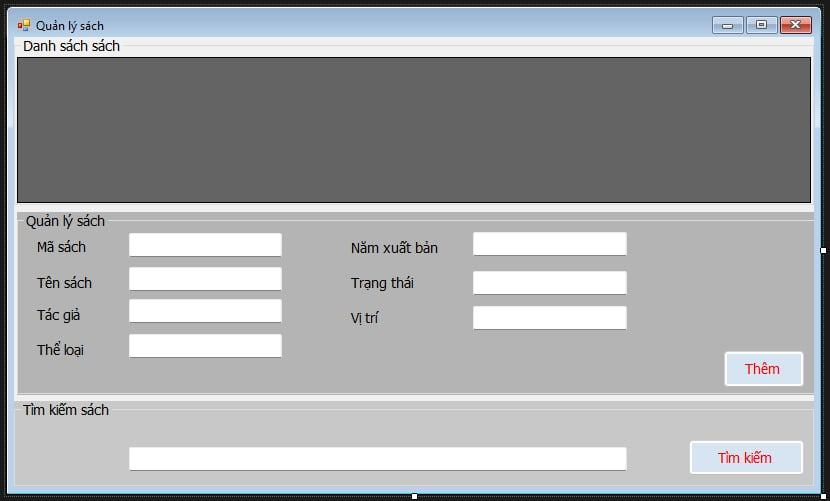 Quản lý sách
Danh sách sách
Quản lý sách
Mã sách
Năm xuất bản
Tên sách
Trạng thái
Tác giả
Vị trí
Thể loại
Thêm
Tìm kiếm sách
Tìm kiếm